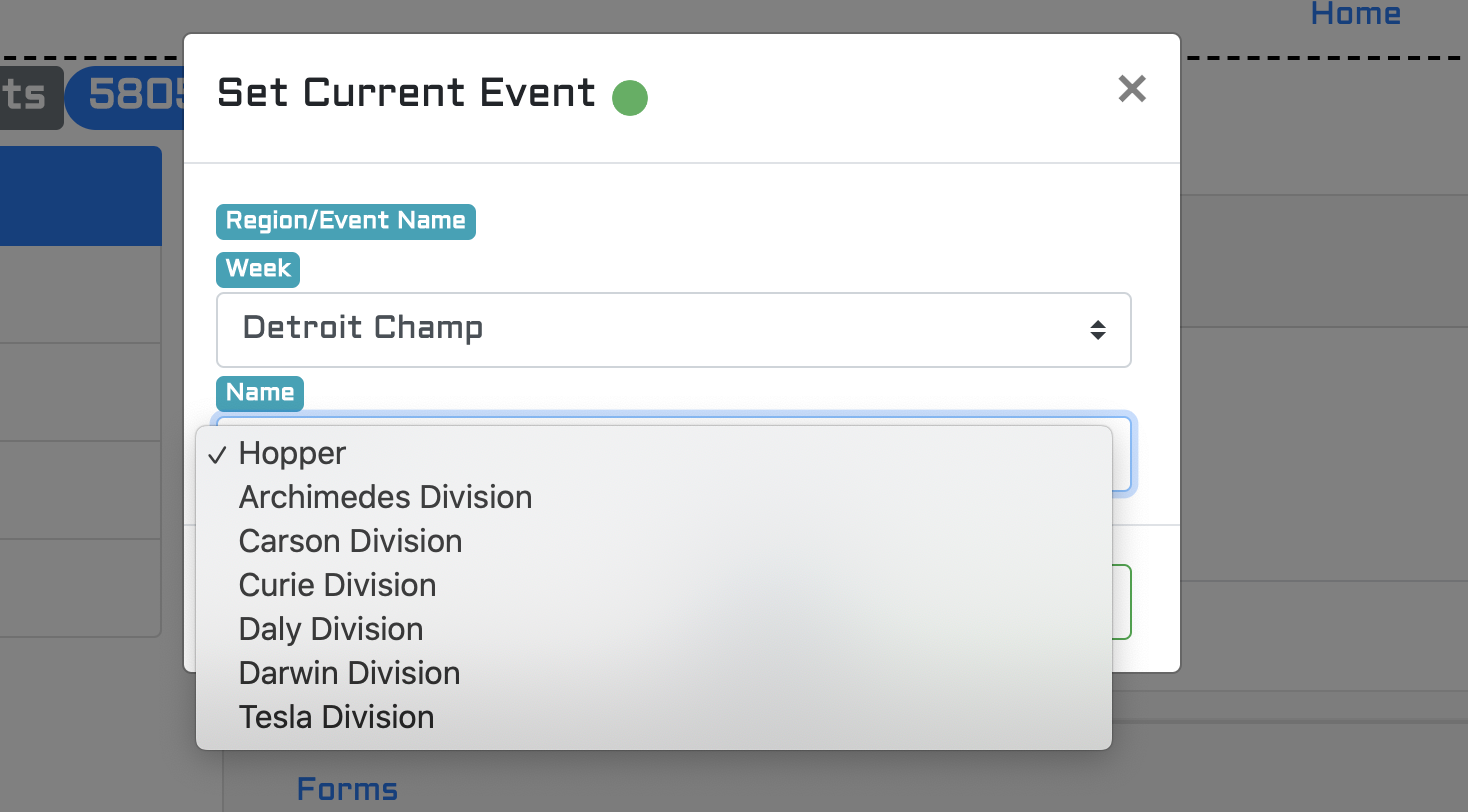 Home
ts 5805
Set Current Event
Region/Event Name
Week
Detroit Champ
Name
✓ Hopper
Archimedes Division
Carson Division
Curie Division
Daly Division
Darwin Division
Tesla Division
Forms